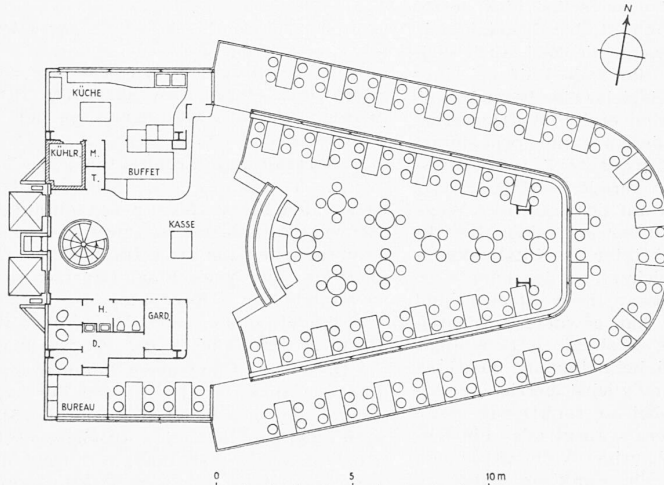 N
KÜCHE
KÜHLR.
M.
T.
BUFFET
KASSE
H.
GARD.
D.
BUREAU
0 5 10 m